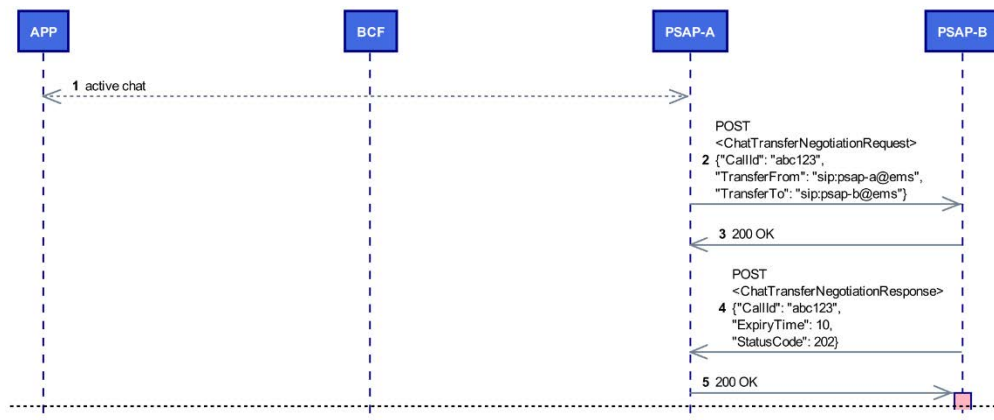 APP
BCF
PSAP-A
PSAP-B
1 active chat
POST
<ChatTransferNegotiationRequest>
2 {"CallId": "abc123",
"TransferFrom": "sip:psap-a@ems",
"TransferTo": "sip:psap-b@ems"}
3 200 OK
POST
<ChatTransferNegotiationResponse>
4 {"CallId": "abc123",
"ExpiryTime": 10,
"StatusCode": 202}
5 200 OK